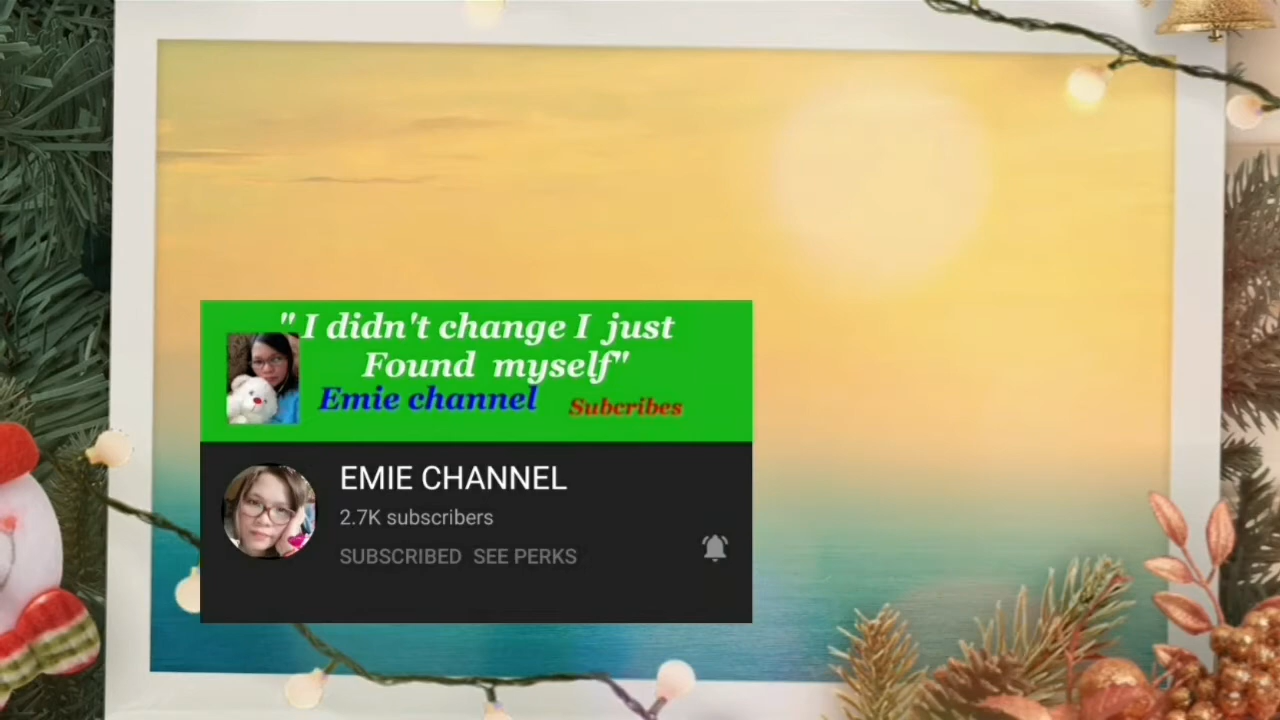 " I didn't change I just
Found myself"
Emie channel Subcribes
EMIE CHANNEL
2.7K subscribers
SUBSCRIBED SEE PERKS